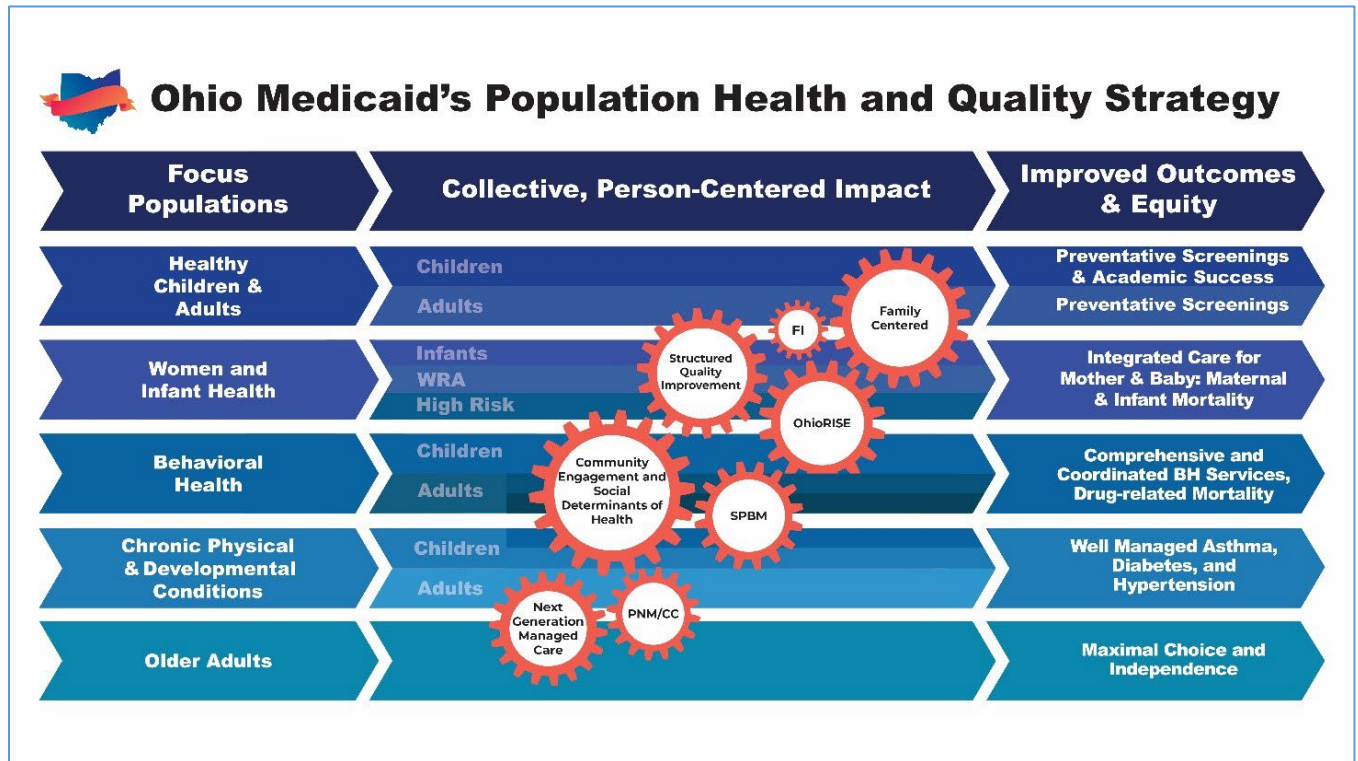 Ohio Medicaid's Population Health and Quality Strategy
Focus
Populations
Collective, Person-Centered Impact
Improved Outcomes
& Equity
Healthy
Children &
Adults
Children
Adults
Preventative Screenings
& Academic Success
Preventative Screenings
Women and
Infant Health
Infants
WRA
High Risk
Integrated Care for
Mother & Baby: Maternal
& Infant Mortality
Behavioral
Health
Children
Adults
Comprehensive and
Coordinated BH Services,
Drug-related Mortality
Chronic Physical
& Developmental
Conditions
Children
Adults
Well Managed Asthma,
Diabetes, and
Hypertension
Older Adults
Maximal Choice and
Independence
Family
Centered
FI
Structured
Quality
Improvement
OhioRISE
Community
Engagement and
Social
Determinants of
Health
SPBM
Next
Generation
Managed
Care
PNM/CC